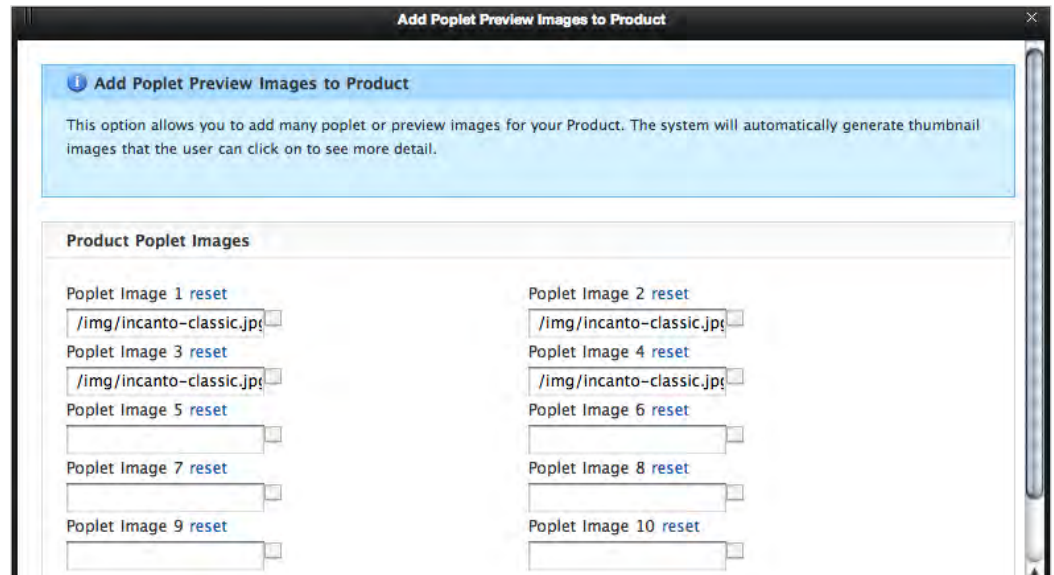 Add Poplet Preview Images to Product
Add Poplet Preview Images to Product
This option allows you to add many poplet or preview images for your Product. The system will automatically generate thumbnail
images that the user can click on to see more detail.
Product Poplet Images
Poplet Image 1 reset
Poplet Image 2 reset
/img/incanto-classic.jpg
/img/incanto-classic.jpg
Poplet Image 3 reset
Poplet Image 4 reset
/img/incanto-classic.jpg
/img/incanto-classic.jpg
Poplet Image 5 reset
Poplet Image 6 reset
Poplet Image 7 reset
Poplet Image 8 reset
Poplet Image 9 reset
Poplet Image 10 reset